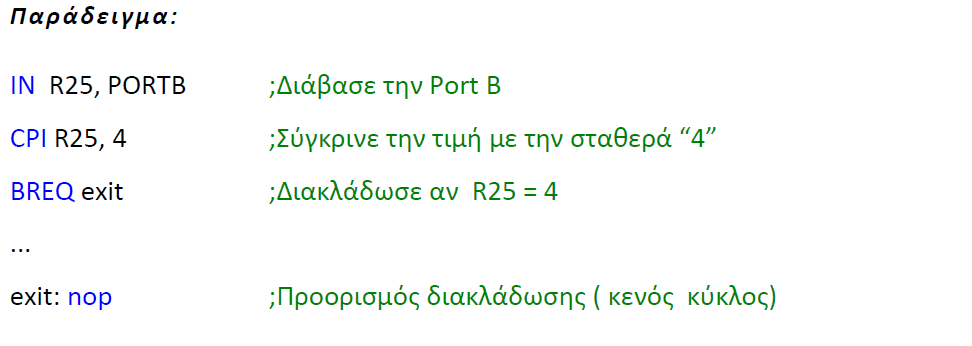 Παράδειγμα:
IN R25, PORTB ;Διάβασε την Port B
CPI R25, 4 ;Σύγκρινε την τιμή με την σταθερά “4”
BREQ exit ;Διακλάδωσε αν R25 = 4
...
exit: nop ;Προορισμός διακλάδωσης ( κενός κύκλος)